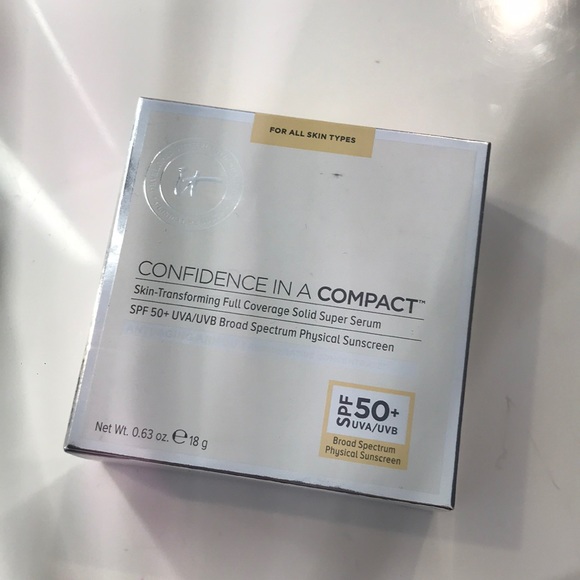 FOR ALL SKIN TYPES
it
CONFIDENCE IN A COMPACT™
Skin-Transforming Full Coverage Solid Super Serum
SPF 50+ UVA/UVB Broad Spectrum Physical Sunscreen
SPF 50+
UVA/UVB
Broad Spectrum
Physical Sunscreen
Net Wt. 0.63 oz. ℮ 18 g